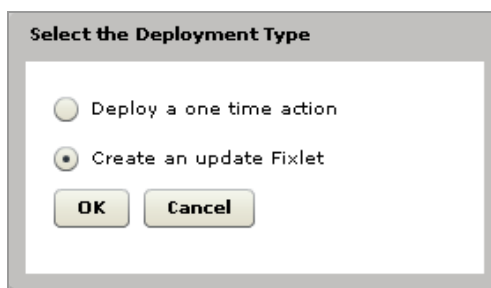 Select the Deployment Type
Deploy a one time action
Create an update Fixlet
OK Cancel